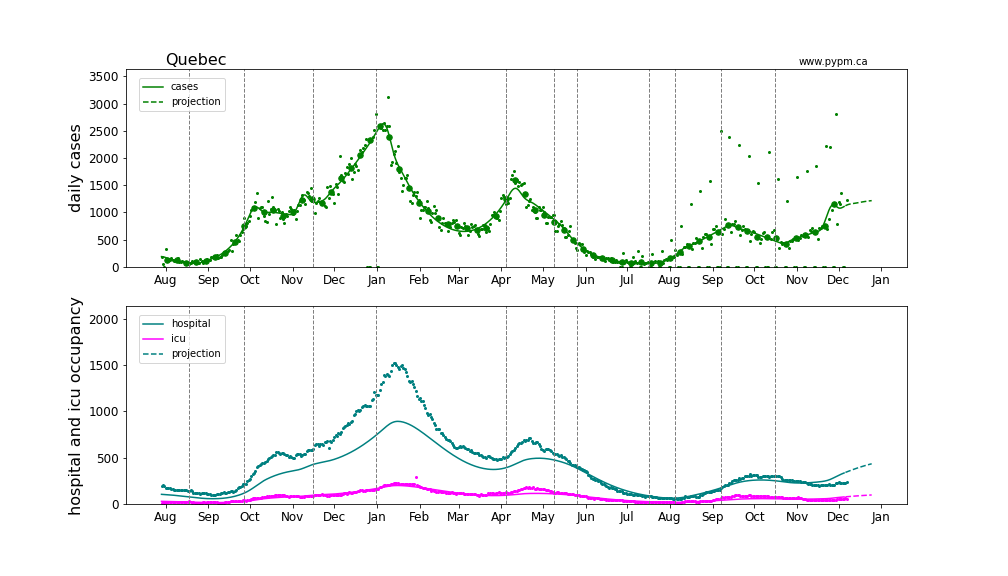 Quebec
www.pypm.ca
daily cases
3500
3000
2500
2000
1500
1000
500
0
cases
projection
Aug Sep Oct Nov Dec Jan Feb Mar Apr May Jun Jul Aug Sep Oct Nov Dec Jan
hospital and icu occupancy
2000
1500
1000
500
0
hospital
icu
projection
Aug Sep Oct Nov Dec Jan Feb Mar Apr May Jun Jul Aug Sep Oct Nov Dec Jan